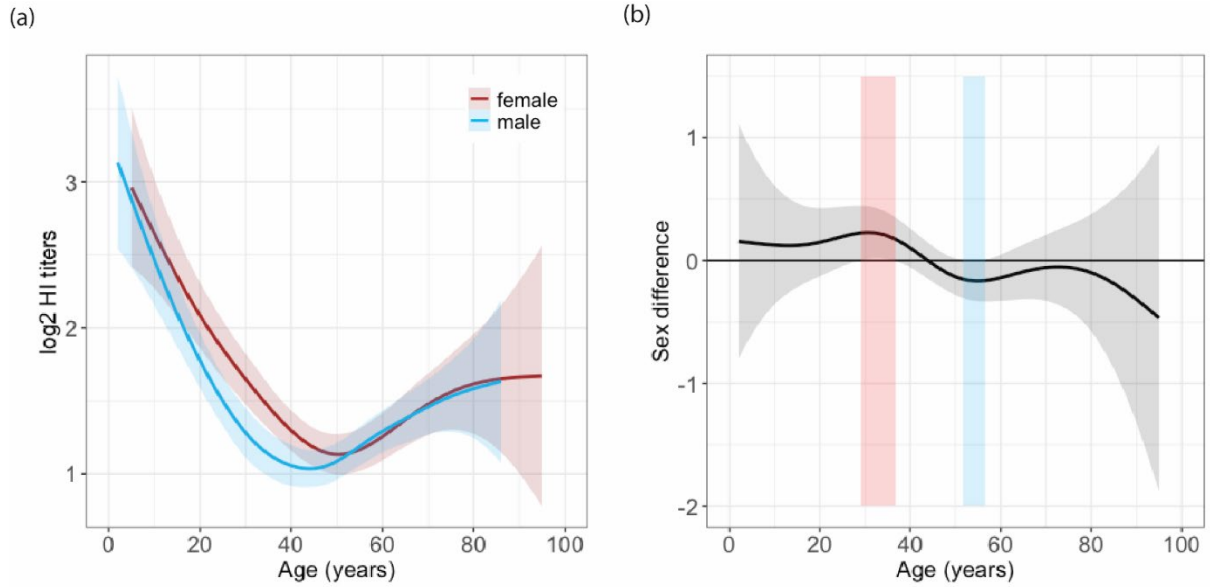 (a)
log2 HI titers
3
2
1
0 20 40 60 80 100
Age (years)
female
male
(b)
Sex difference
1
0
-1
-2
0 20 40 60 80 100
Age (years)